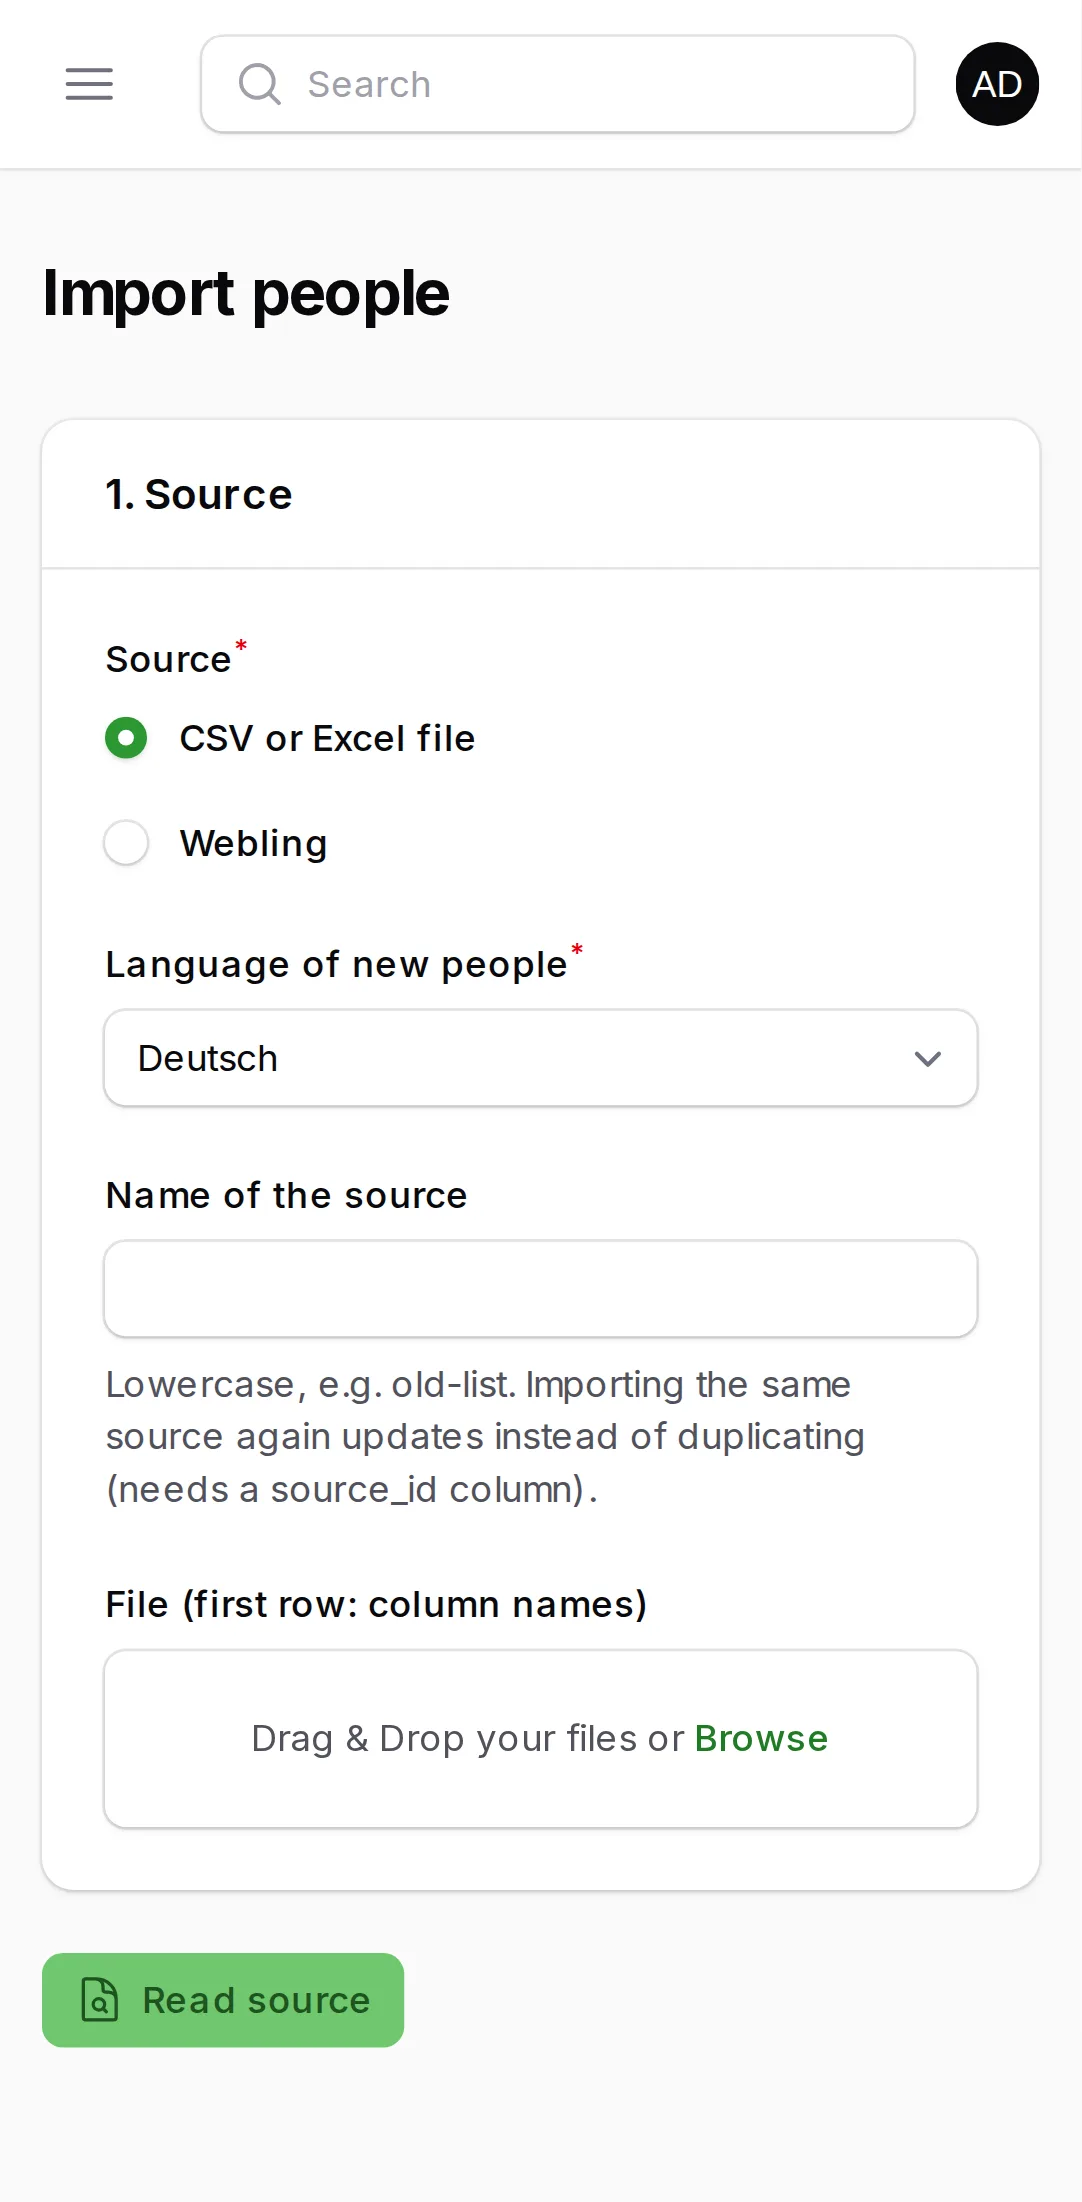 Search
AD
Import people
1. Source
Source*
CSV or Excel file
Webling
Language of new people*
Deutsch
Name of the source
Lowercase, e.g. old-list. Importing the same
source again updates instead of duplicating
(needs a source_id column).
File (first row: column names)
Drag & Drop your files or Browse
Read source